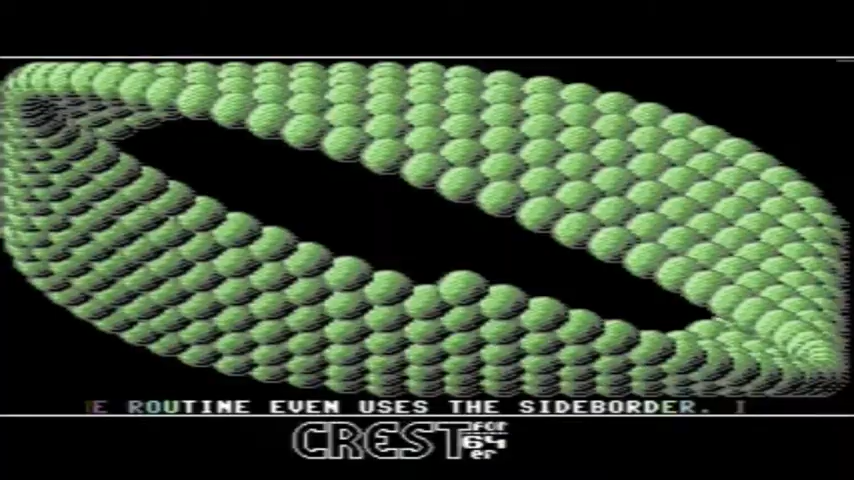 E ROUTINE EVEN USES THE SIDEBORDER. I
CREST FOR
64
er